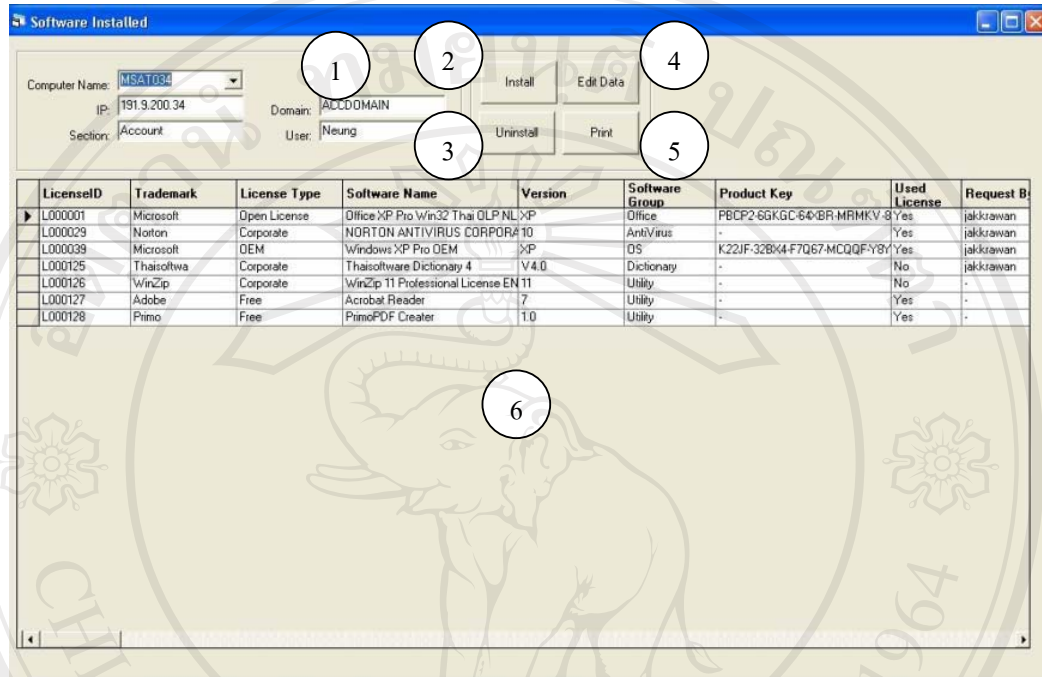 Software Installed
1 2 4
Computer Name: MSAT034 Install Edit Data
IP: 191.9.200.34 Domain: ACCDOMAIN
Section: Account User: Neung Uninstall Print
3 5
LicenseID Trademark License Type Software Name Version Software Group Product Key Used License Request By
L000001 Microsoft Open License Office XP Pro Win32 Thai OLP NL XP Office PBCP2-6GKGC-64XBR-MRMKV-8 Yes jakkrawan
L000029 Norton Corporate NORTON ANTIVIRUS CORPORA 10 AntiVirus - Yes jakkrawan
L000039 Microsoft OEM Windows XP Pro OEM XP OS K22JF-32BX4-F7Q67-MCQQF-Y8Y Yes jakkrawan
L000125 Thaisoftwa Corporate Thaisoftware Dictionary 4 V4.0 Dictionary - No jakkrawan
L000126 WinZip Corporate WinZip 11 Professional License EN 11 Utility - No -
L000127 Adobe Free Acrobat Reader 7 Utility - Yes -
L000128 Primo Free PrimoPDF Creater 1.0 Utility - Yes -
6
1964